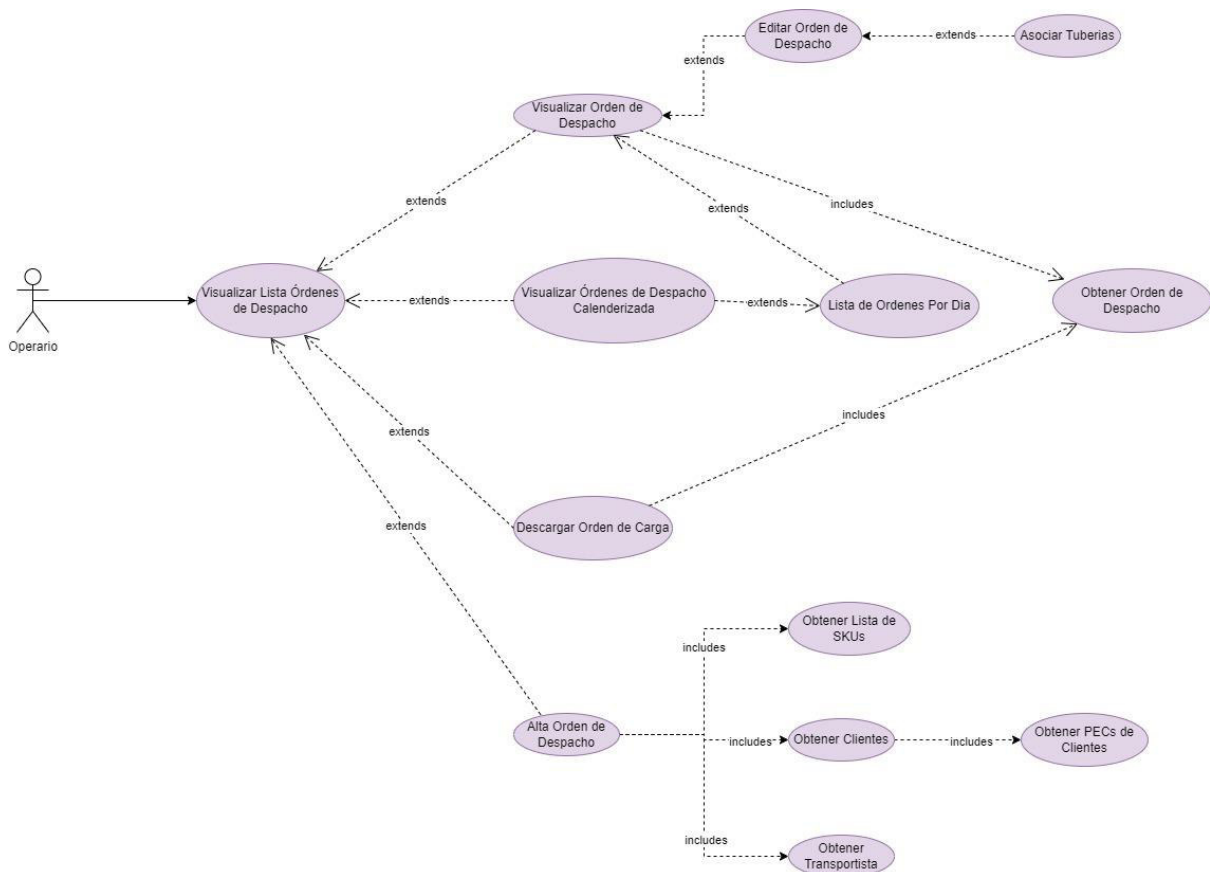 Editar Orden de
Despacho
extends
Asociar Tuberias
extends
Visualizar Orden de
Despacho
extends
extends
includes
Operario
Visualizar Lista Órdenes
de Despacho
extends
Visualizar Órdenes de Despacho
Calenderizada
extends
Lista de Ordenes Por Dia
Obtener Orden de
Despacho
extends
includes
Descargar Orden de Carga
extends
Obtener Lista de
SKUs
includes
Alta Orden de
Despacho
includes
Obtener Clientes
includes
Obtener PECs de
Clientes
includes
Obtener
Transportista